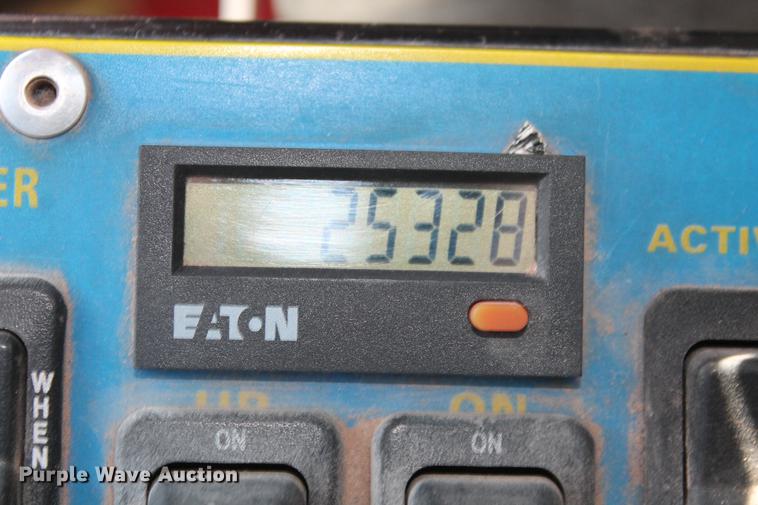 ER
25328
ACTIV
EATON
WHEN
UP
ON
ON
ON
Purple Wave Auction